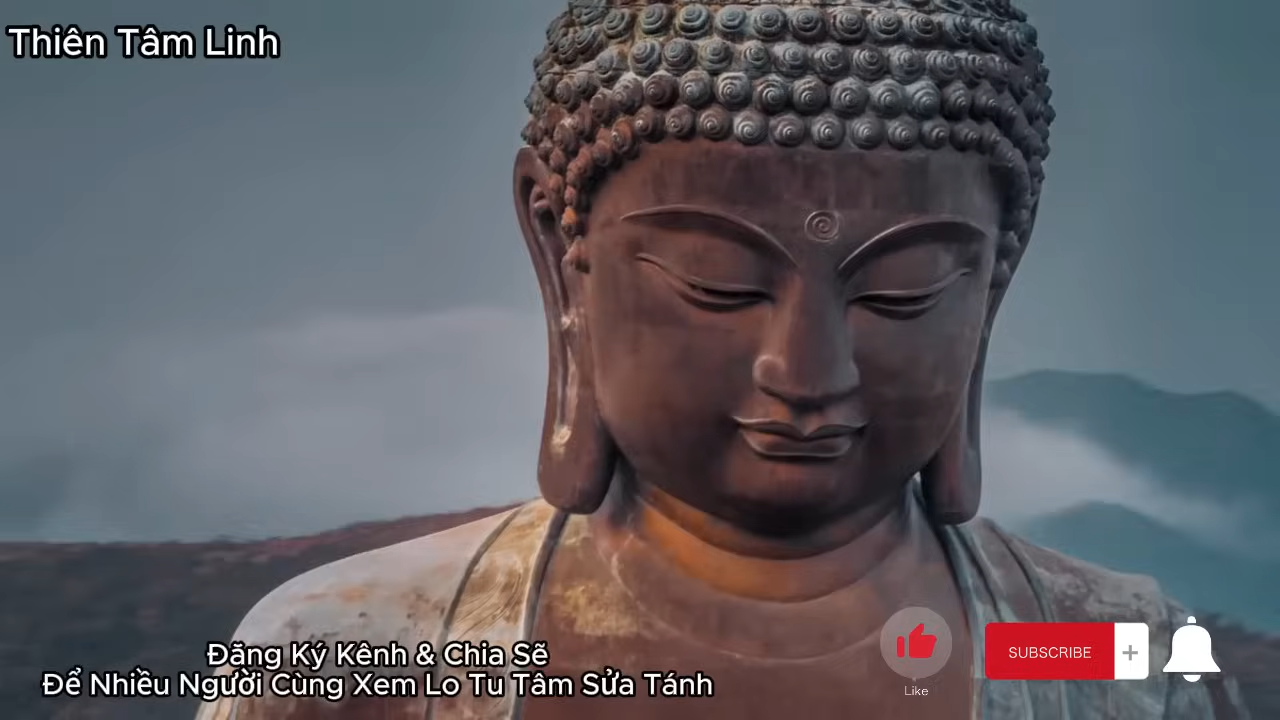 Thiên Tâm Linh
Đăng Ký Kênh & Chia Sẽ
Để Nhiều Người Cùng Xem Lo Tu Tâm Sửa Tánh
Like
SUBSCRIBE